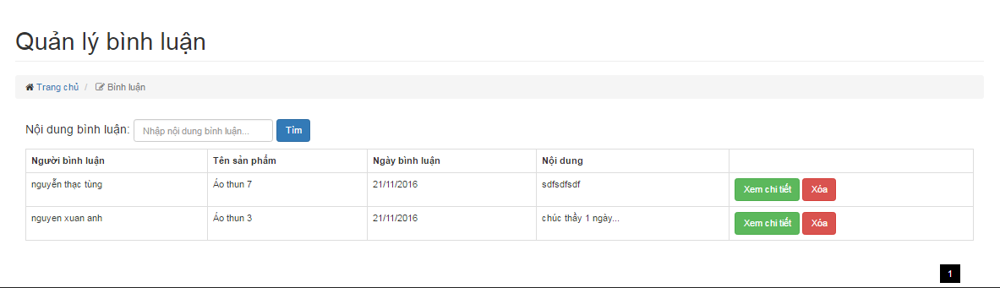 Quản lý bình luận
Trang chủ / Bình luận
Nội dung bình luận: Nhập nội dung bình luận... Tìm
Người bình luận Tên sản phẩm Ngày bình luận Nội dung
nguyễn thạc tùng Áo thun 7 21/11/2016 sdfsdfsdf Xem chi tiết Xóa
nguyen xuan anh Áo thun 3 21/11/2016 chúc thầy 1 ngày... Xem chi tiết Xóa
1